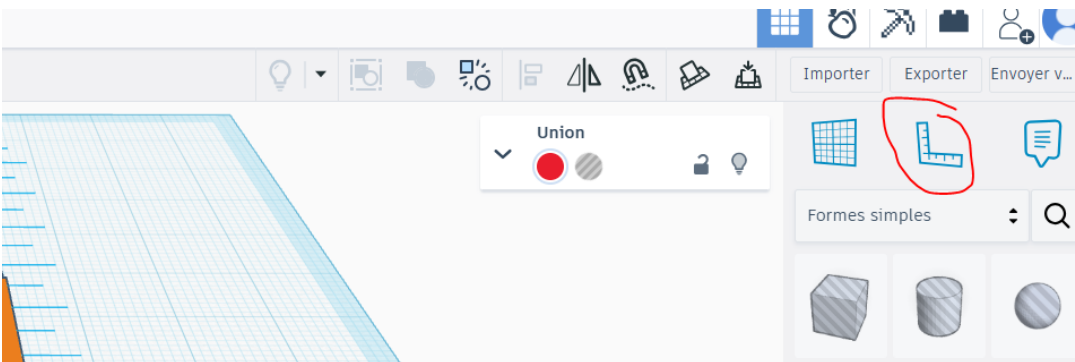 Importer
Exporter
Envoyer v...
Union
Formes simples